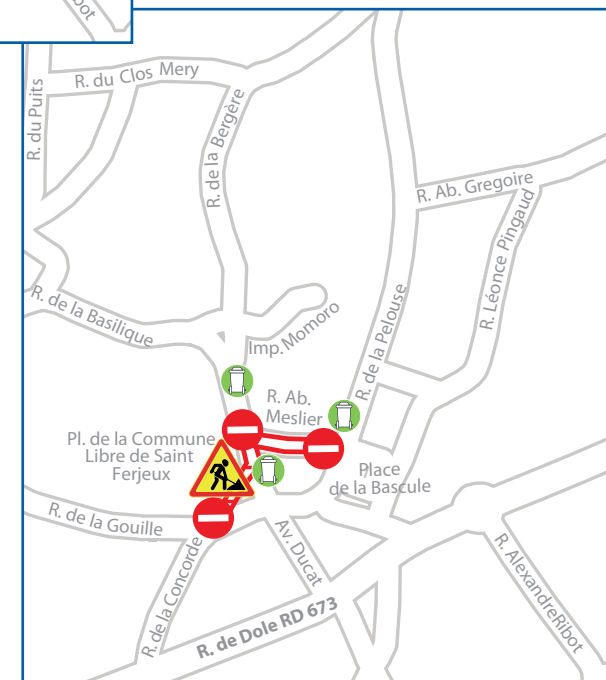 bot
R. du Clos Mery
R. du Puits
R. de la Bergère
R. Ab. Gregoire
R. Léonce Pingaud
R. de la Basilique
Imp. Momoro
R. de la Pelouse
R. Ab.
Meslier
Pl. de la Commune
Libre de Saint
Ferjeux
Place
de la Bascule
R. de la Gouille
Av. Ducat
R. de la Concorde
R. de Dole RD 673
R. AlexandreRibot